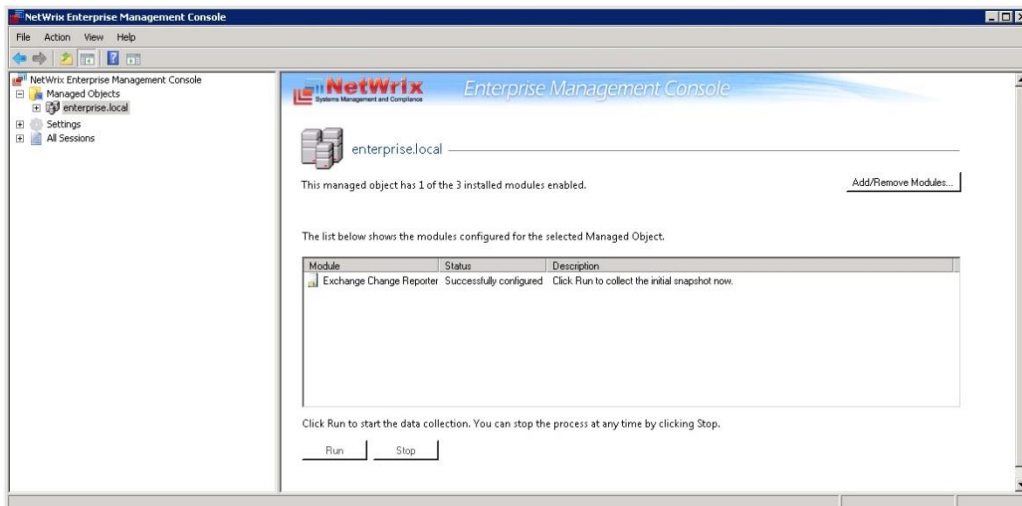 NetWrix Enterprise Management Console
File Action View Help
NetWrix Enterprise Management Console
Managed Objects
enterprise.local
Settings
All Sessions
NetWrix Enterprise Management Console
Systems Management and Compliance
enterprise.local
This managed object has 1 of the 3 installed modules enabled.
Add/Remove Modules...
The list below shows the modules configured for the selected Managed Object.
Module Status Description
Exchange Change Reporter Successfully configured Click Run to collect the initial snapshot now.
Click Run to start the data collection. You can stop the process at any time by clicking Stop.
Run Stop